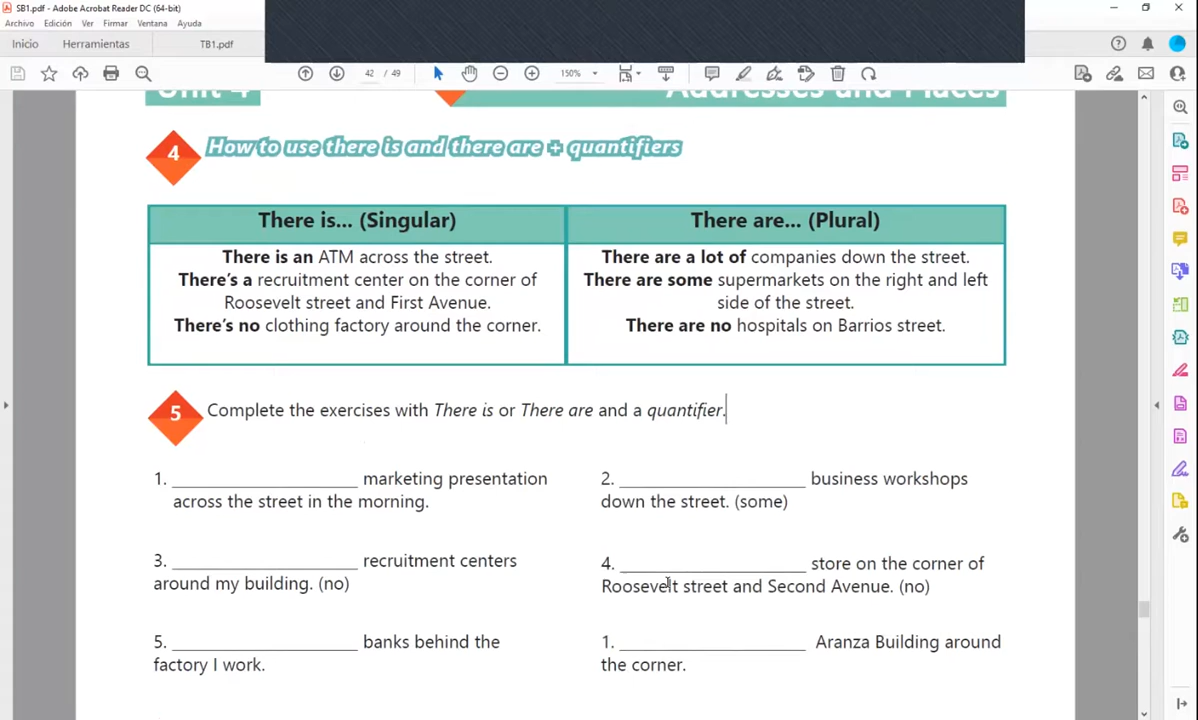 SB1.pdf - Adobe Acrobat Reader DC (64-bit)
Archivo Edición Ver Firmar Ventana Ayuda
Inicio Herramientas TB1.pdf
42 / 49 150%
Unit 4 Addresses and Places
4 How to use there is and there are + quantifiers
There is... (Singular) There are... (Plural)
There is an ATM across the street. There are a lot of companies down the street.
There's a recruitment center on the corner of There are some supermarkets on the right and left
Roosevelt street and First Avenue. side of the street.
There's no clothing factory around the corner. There are no hospitals on Barrios street.
5 Complete the exercises with There is or There are and a quantifier.
1. ____________________ marketing presentation 2. ____________________ business workshops
across the street in the morning. down the street. (some)
3. ____________________ recruitment centers 4. ____________________ store on the corner of
around my building. (no) Roosevelt street and Second Avenue. (no)
5. ____________________ banks behind the 1. ____________________ Aranza Building around
factory I work. the corner.